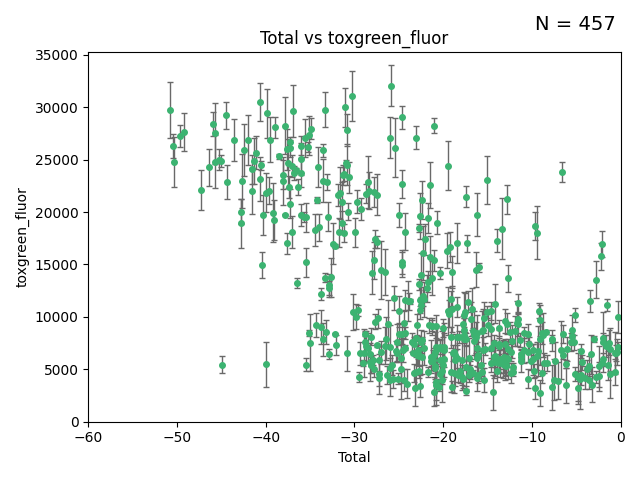 N = 457
Total vs toxgreen_fluor
35000
30000
25000
20000
15000
10000
5000
0
toxgreen_fluor
−60 −50 −40 −30 −20 −10 0
Total